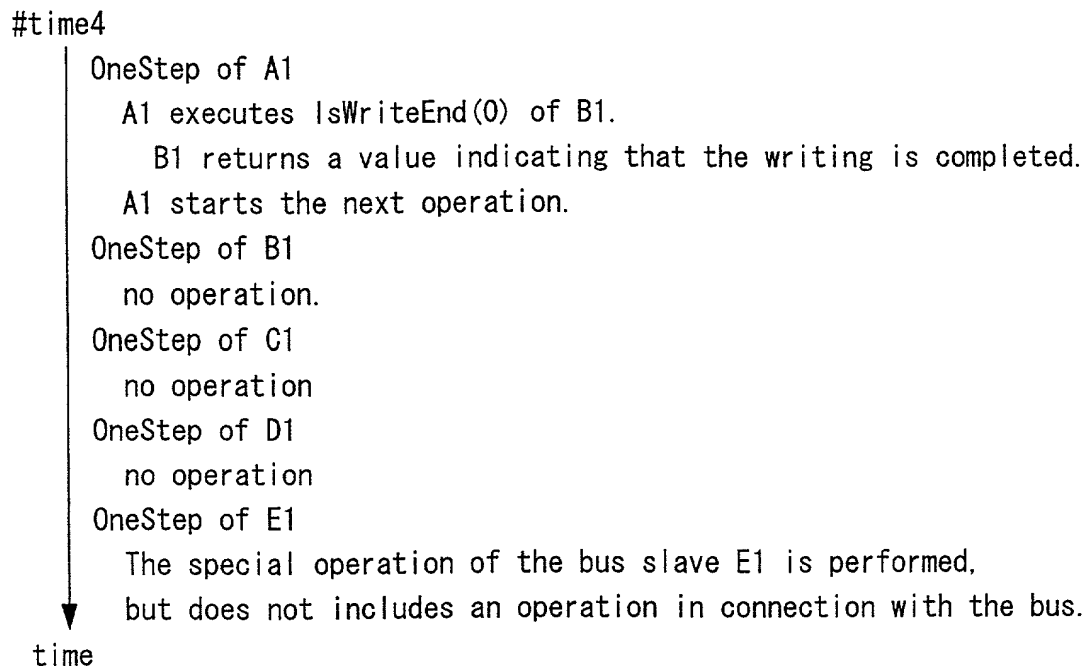 #time4
OneStep of A1
A1 executes IsWriteEnd(0) of B1.
B1 returns a value indicating that the writing is completed.
A1 starts the next operation.
OneStep of B1
no operation.
OneStep of C1
no operation
OneStep of D1
no operation
OneStep of E1
The special operation of the bus slave E1 is performed,
but does not includes an operation in connection with the bus.
time